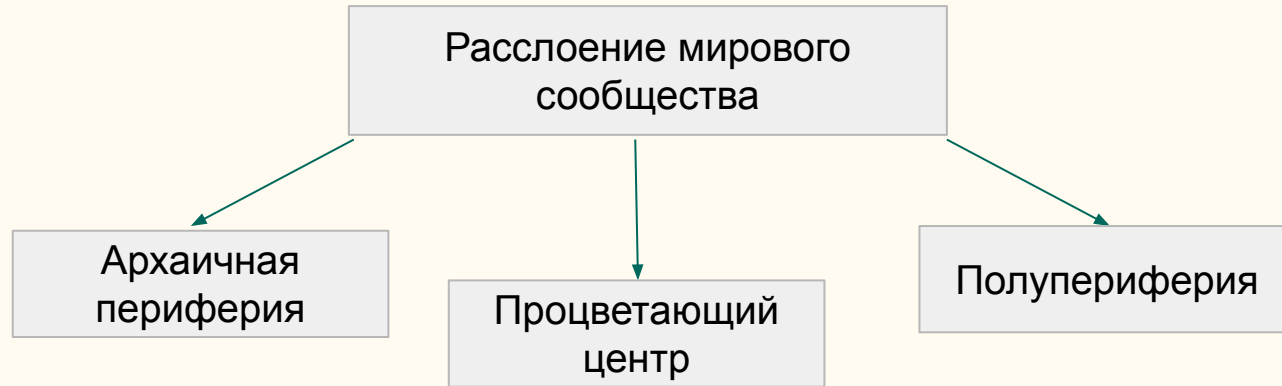 Расслоение мирового
сообщества
Архаичная
периферия
Процветающий
центр
Полупериферия